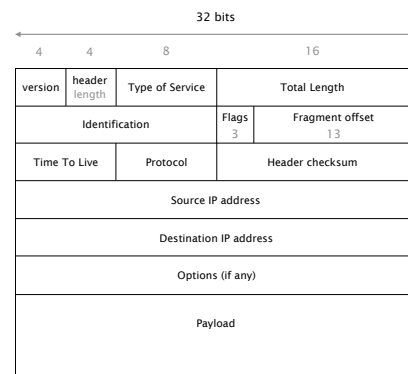 32 bits
4 4 8 16
version header length Type of Service Total Length
Identification Flags 3 Fragment offset 13
Time To Live Protocol Header checksum
Source IP address
Destination IP address
Options (if any)
Payload